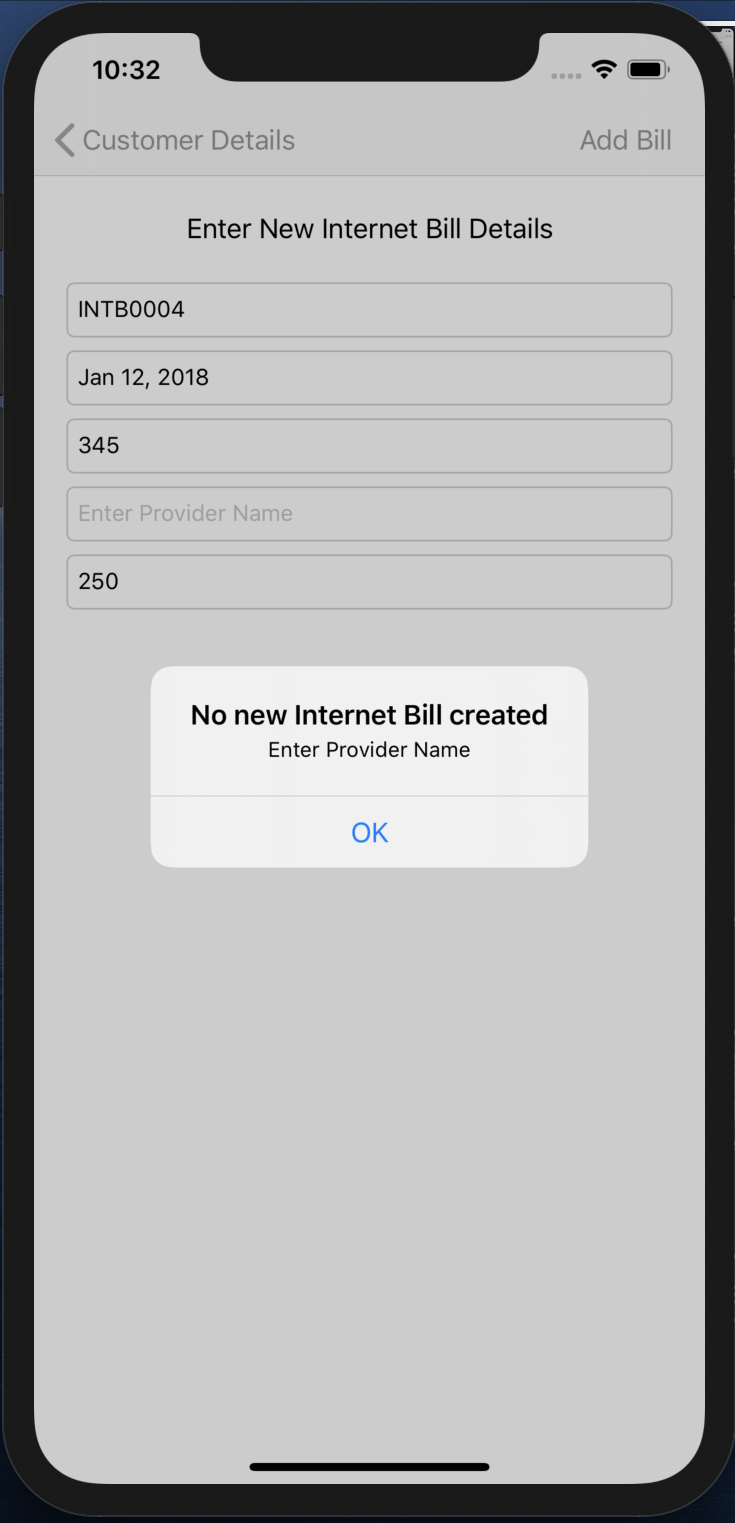 10:32
Customer Details
Add Bill
Enter New Internet Bill Details
INTB0004
Jan 12, 2018
345
Enter Provider Name
250
No new Internet Bill created
Enter Provider Name
OK